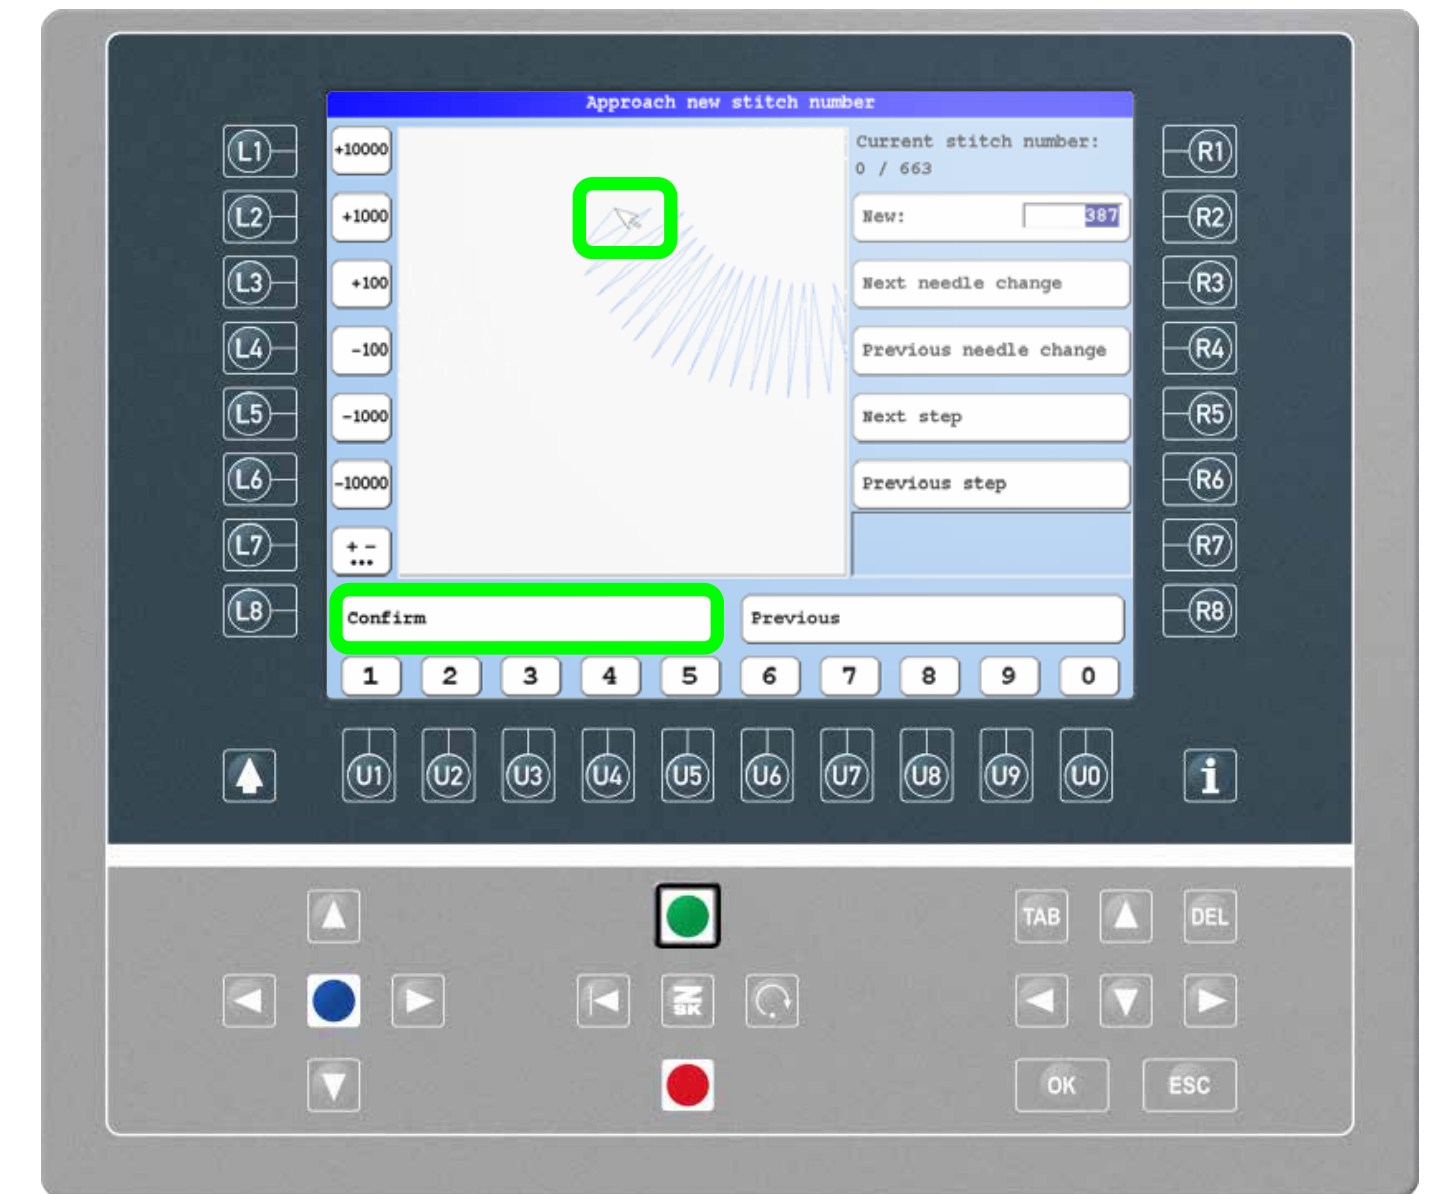 Approach new stitch number
L1
+10000
Current stitch number:
0 / 663
R1
L2
+1000
New:
387
R2
L3
+100
Next needle change
R3
L4
-100
Previous needle change
R4
L5
-1000
Next step
R5
L6
-10000
Previous step
R6
L7
+ -
•••
R7
L8
Confirm
Previous
R8
1 2 3 4 5 6 7 8 9 0
U1 U2 U3 U4 U5 U6 U7 U8 U9 U0
i
TAB
DEL
ZSK
OK
ESC